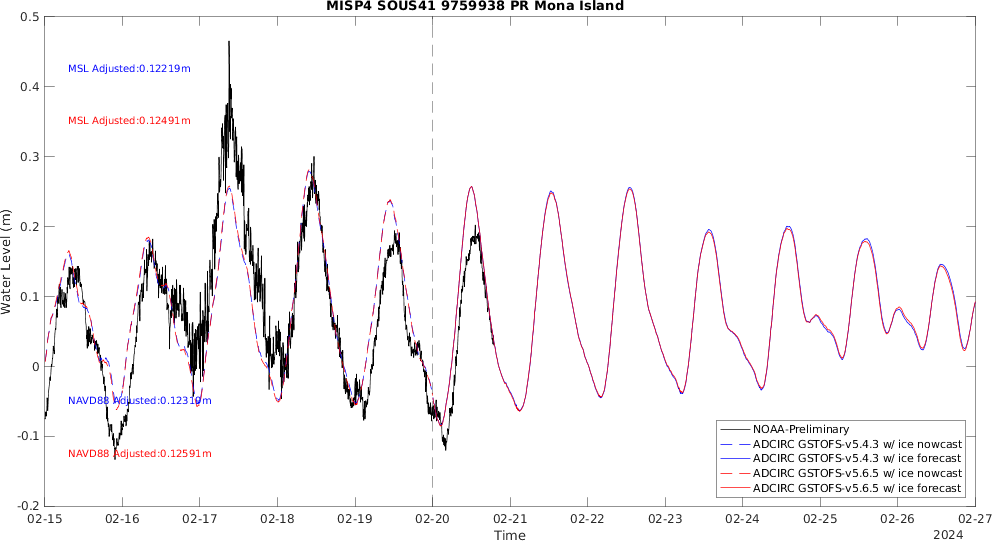 MISP4 SOUS41 9759938 PR Mona Island
0.5
0.4
0.3
0.2
0.1
0
-0.1
-0.2
Water Level (m)
MSL Adjusted:0.12219m
MSL Adjusted:0.12491m
NAVD88 Adjusted:0.12319m
NAVD88 Adjusted:0.12591m
NOAA-Preliminary
ADCIRC GSTOFS-v5.4.3 w/ ice nowcast
ADCIRC GSTOFS-v5.4.3 w/ ice forecast
ADCIRC GSTOFS-v5.6.5 w/ ice nowcast
ADCIRC GSTOFS-v5.6.5 w/ ice forecast
02-15 02-16 02-17 02-18 02-19 02-20 02-21 02-22 02-23 02-24 02-25 02-26 02-27
Time
2024